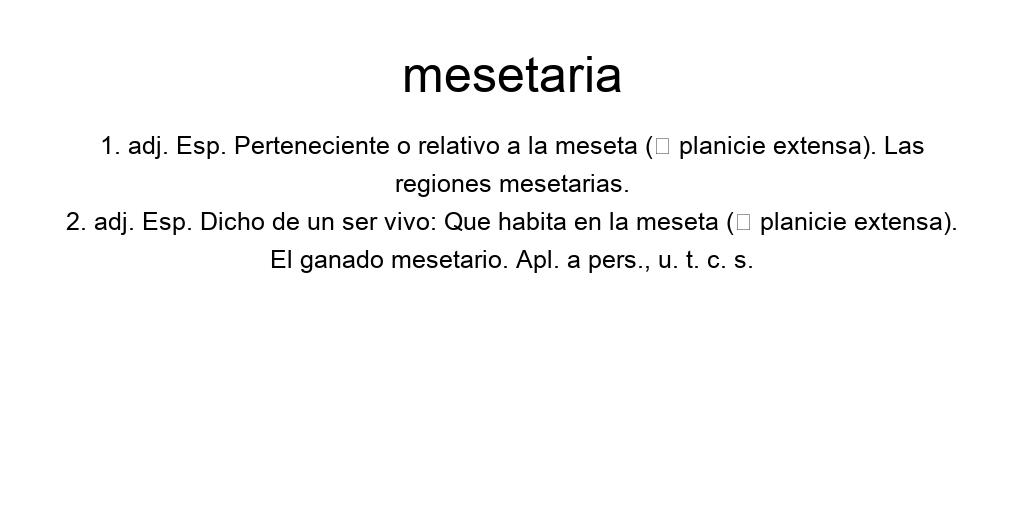 mesetaria
1. adj. Esp. Perteneciente o relativo a la meseta (□ planicie extensa). Las
regiones mesetarias.
2. adj. Esp. Dicho de un ser vivo: Que habita en la meseta (□ planicie extensa).
El ganado mesetario. Apl. a pers., u. t. c. s.